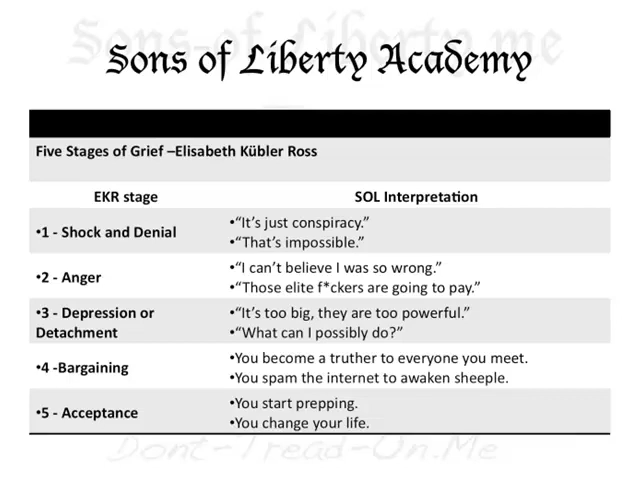 Sons of Liberty.me
Sons of Liberty Academy
Five Stages of Grief –Elisabeth Kübler Ross
EKR stage
SOL Interpretation
•1 - Shock and Denial
•“It’s just conspiracy.”
•“That’s impossible.”
•2 - Anger
•“I can’t believe I was so wrong.”
•“Those elite f*ckers are going to pay.”
•3 - Depression or
Detachment
•“It’s too big, they are too powerful.”
•“What can I possibly do?”
•4 -Bargaining
•You become a truther to everyone you meet.
•You spam the internet to awaken sheeple.
•5 - Acceptance
•You start prepping.
•You change your life.
Dont-Tread-On.Me